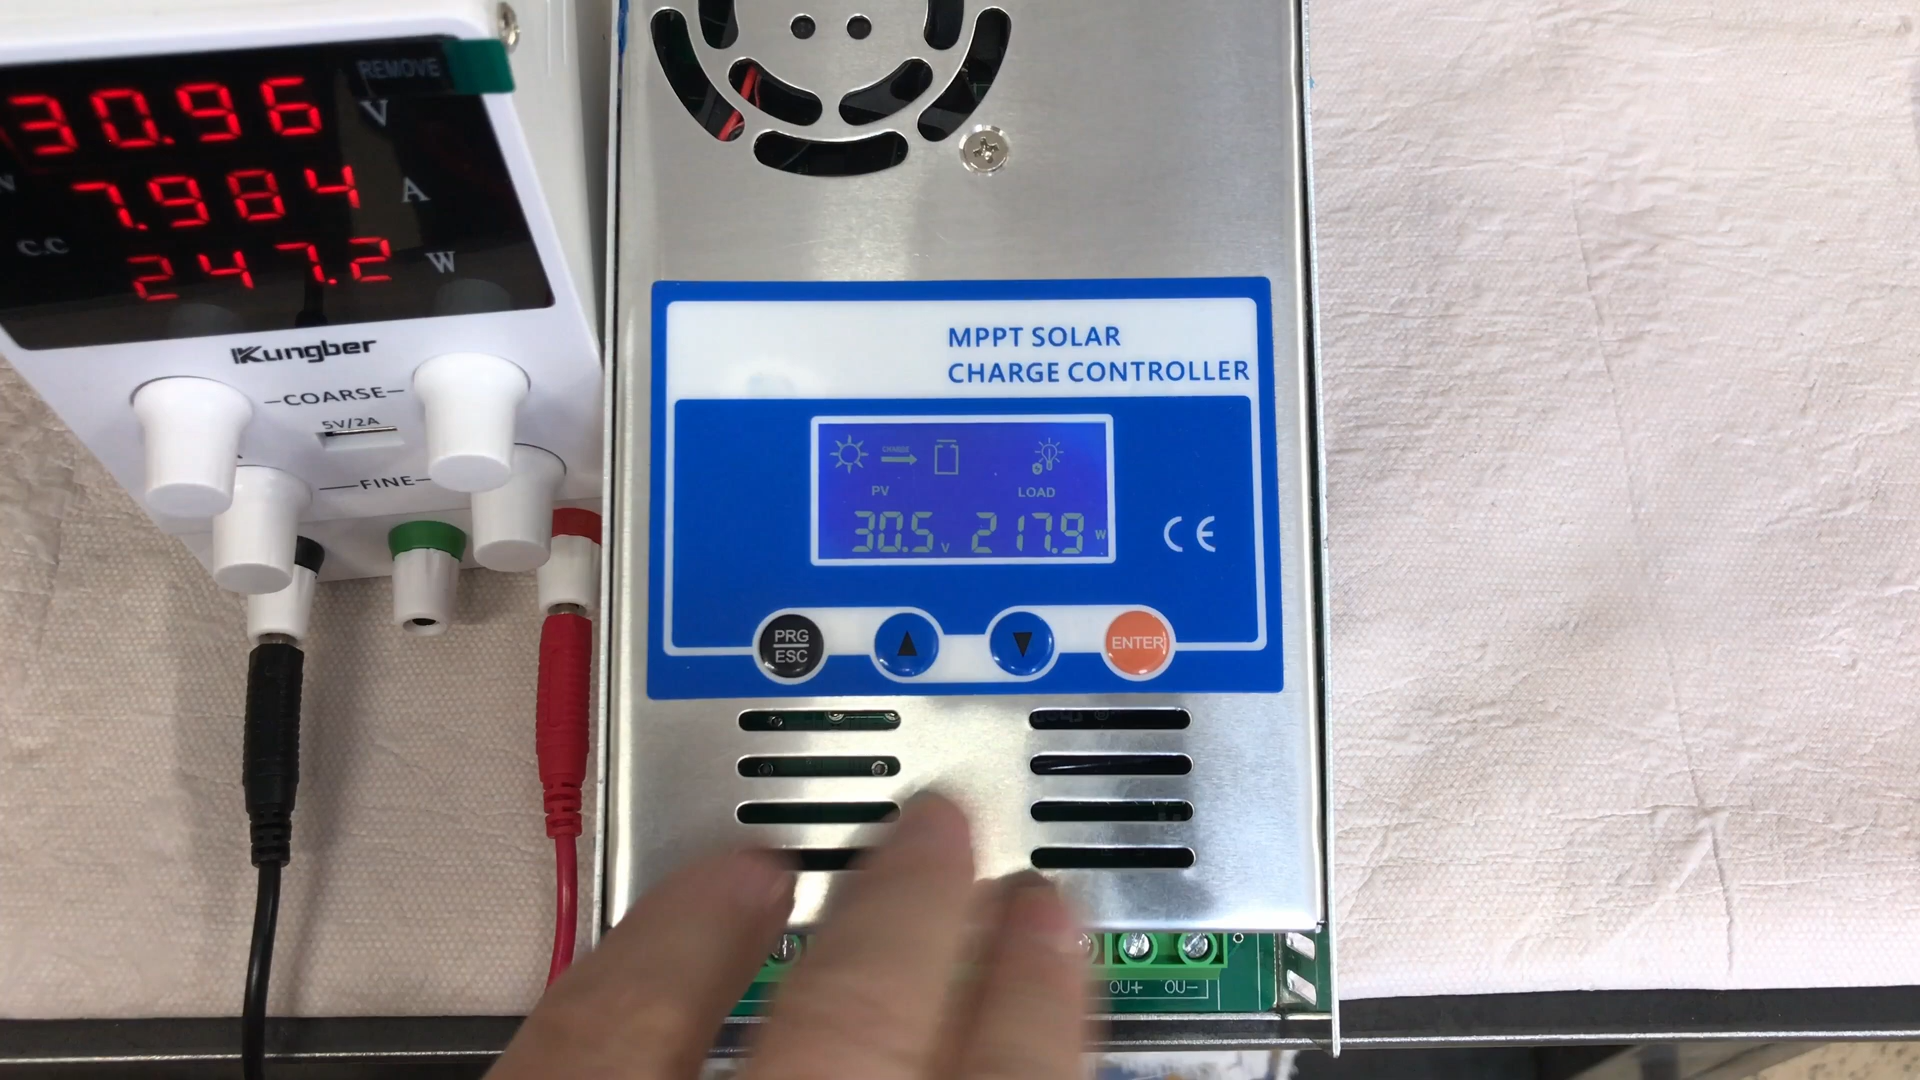 REMOVE
30.96 V
7.984 A
C.C
247.2 W
Kungber
COARSE
5V/2A
FINE
MPPT SOLAR
CHARGE CONTROLLER
CHARGE
PV LOAD
30.5 V 217.9 W
CE
PRG
ESC
ENTER
OU+ OU-